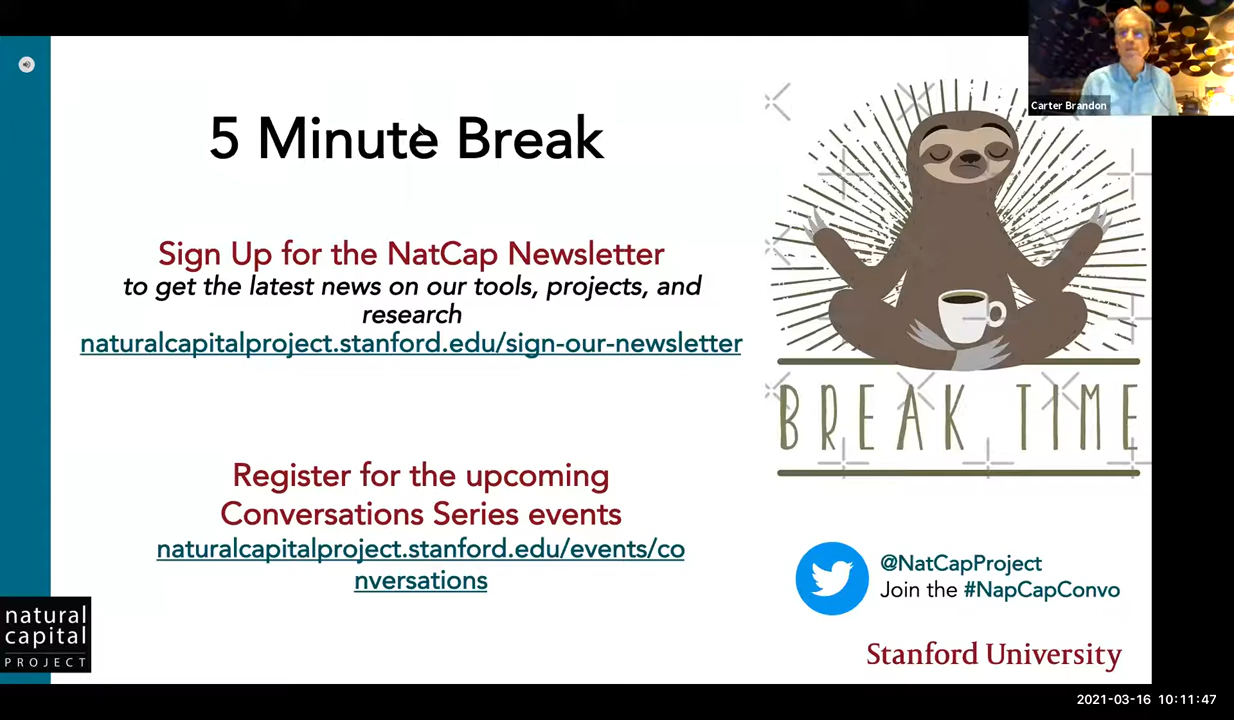 Carter Brandon
5 Minute Break
Sign Up for the NatCap Newsletter
to get the latest news on our tools, projects, and
research
naturalcapitalproject.stanford.edu/sign-our-newsletter
Register for the upcoming
Conversations Series events
naturalcapitalproject.stanford.edu/events/co
nversations
BREAK TIME
@NatCapProject
Join the #NapCapConvo
natural
capital
PROJECT
Stanford University
2021-03-16 10:11:47